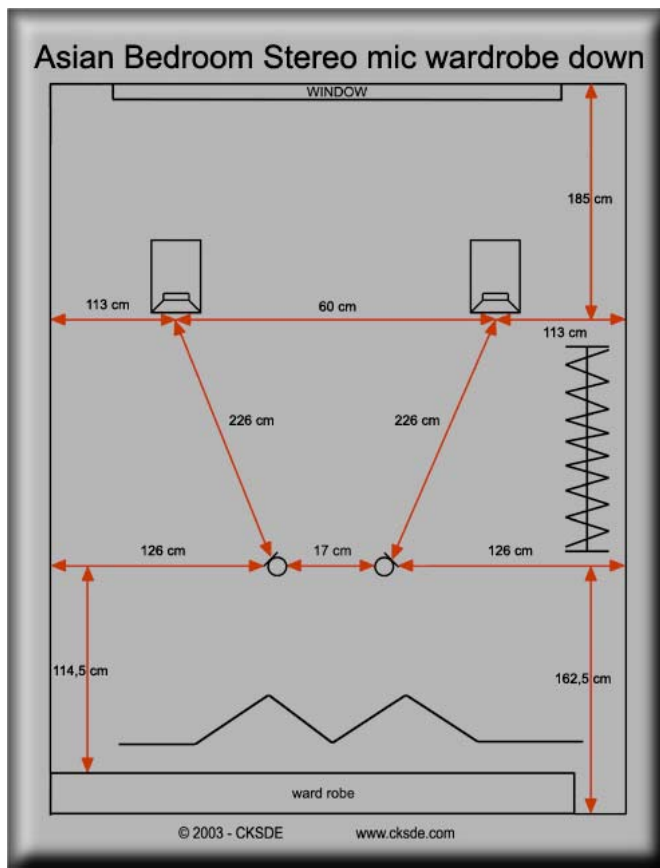 Asian Bedroom Stereo mic wardrobe down
WINDOW
185 cm
113 cm
60 cm
113 cm
226 cm
226 cm
126 cm
17 cm
126 cm
114,5 cm
162,5 cm
ward robe
© 2003 - CKSDE
www.cksde.com